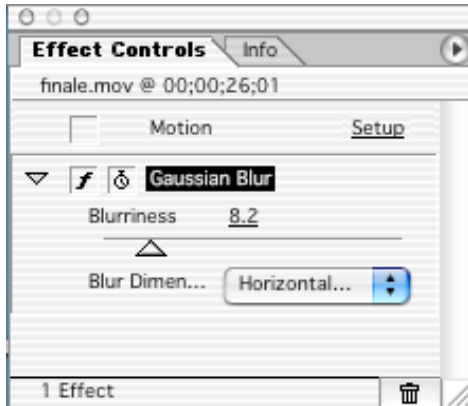 Effect Controls Info
finale.mov @ 00;00;26;01
Motion Setup
Gaussian Blur
Blurriness 8.2
Blur Dimen... Horizontal...
1 Effect